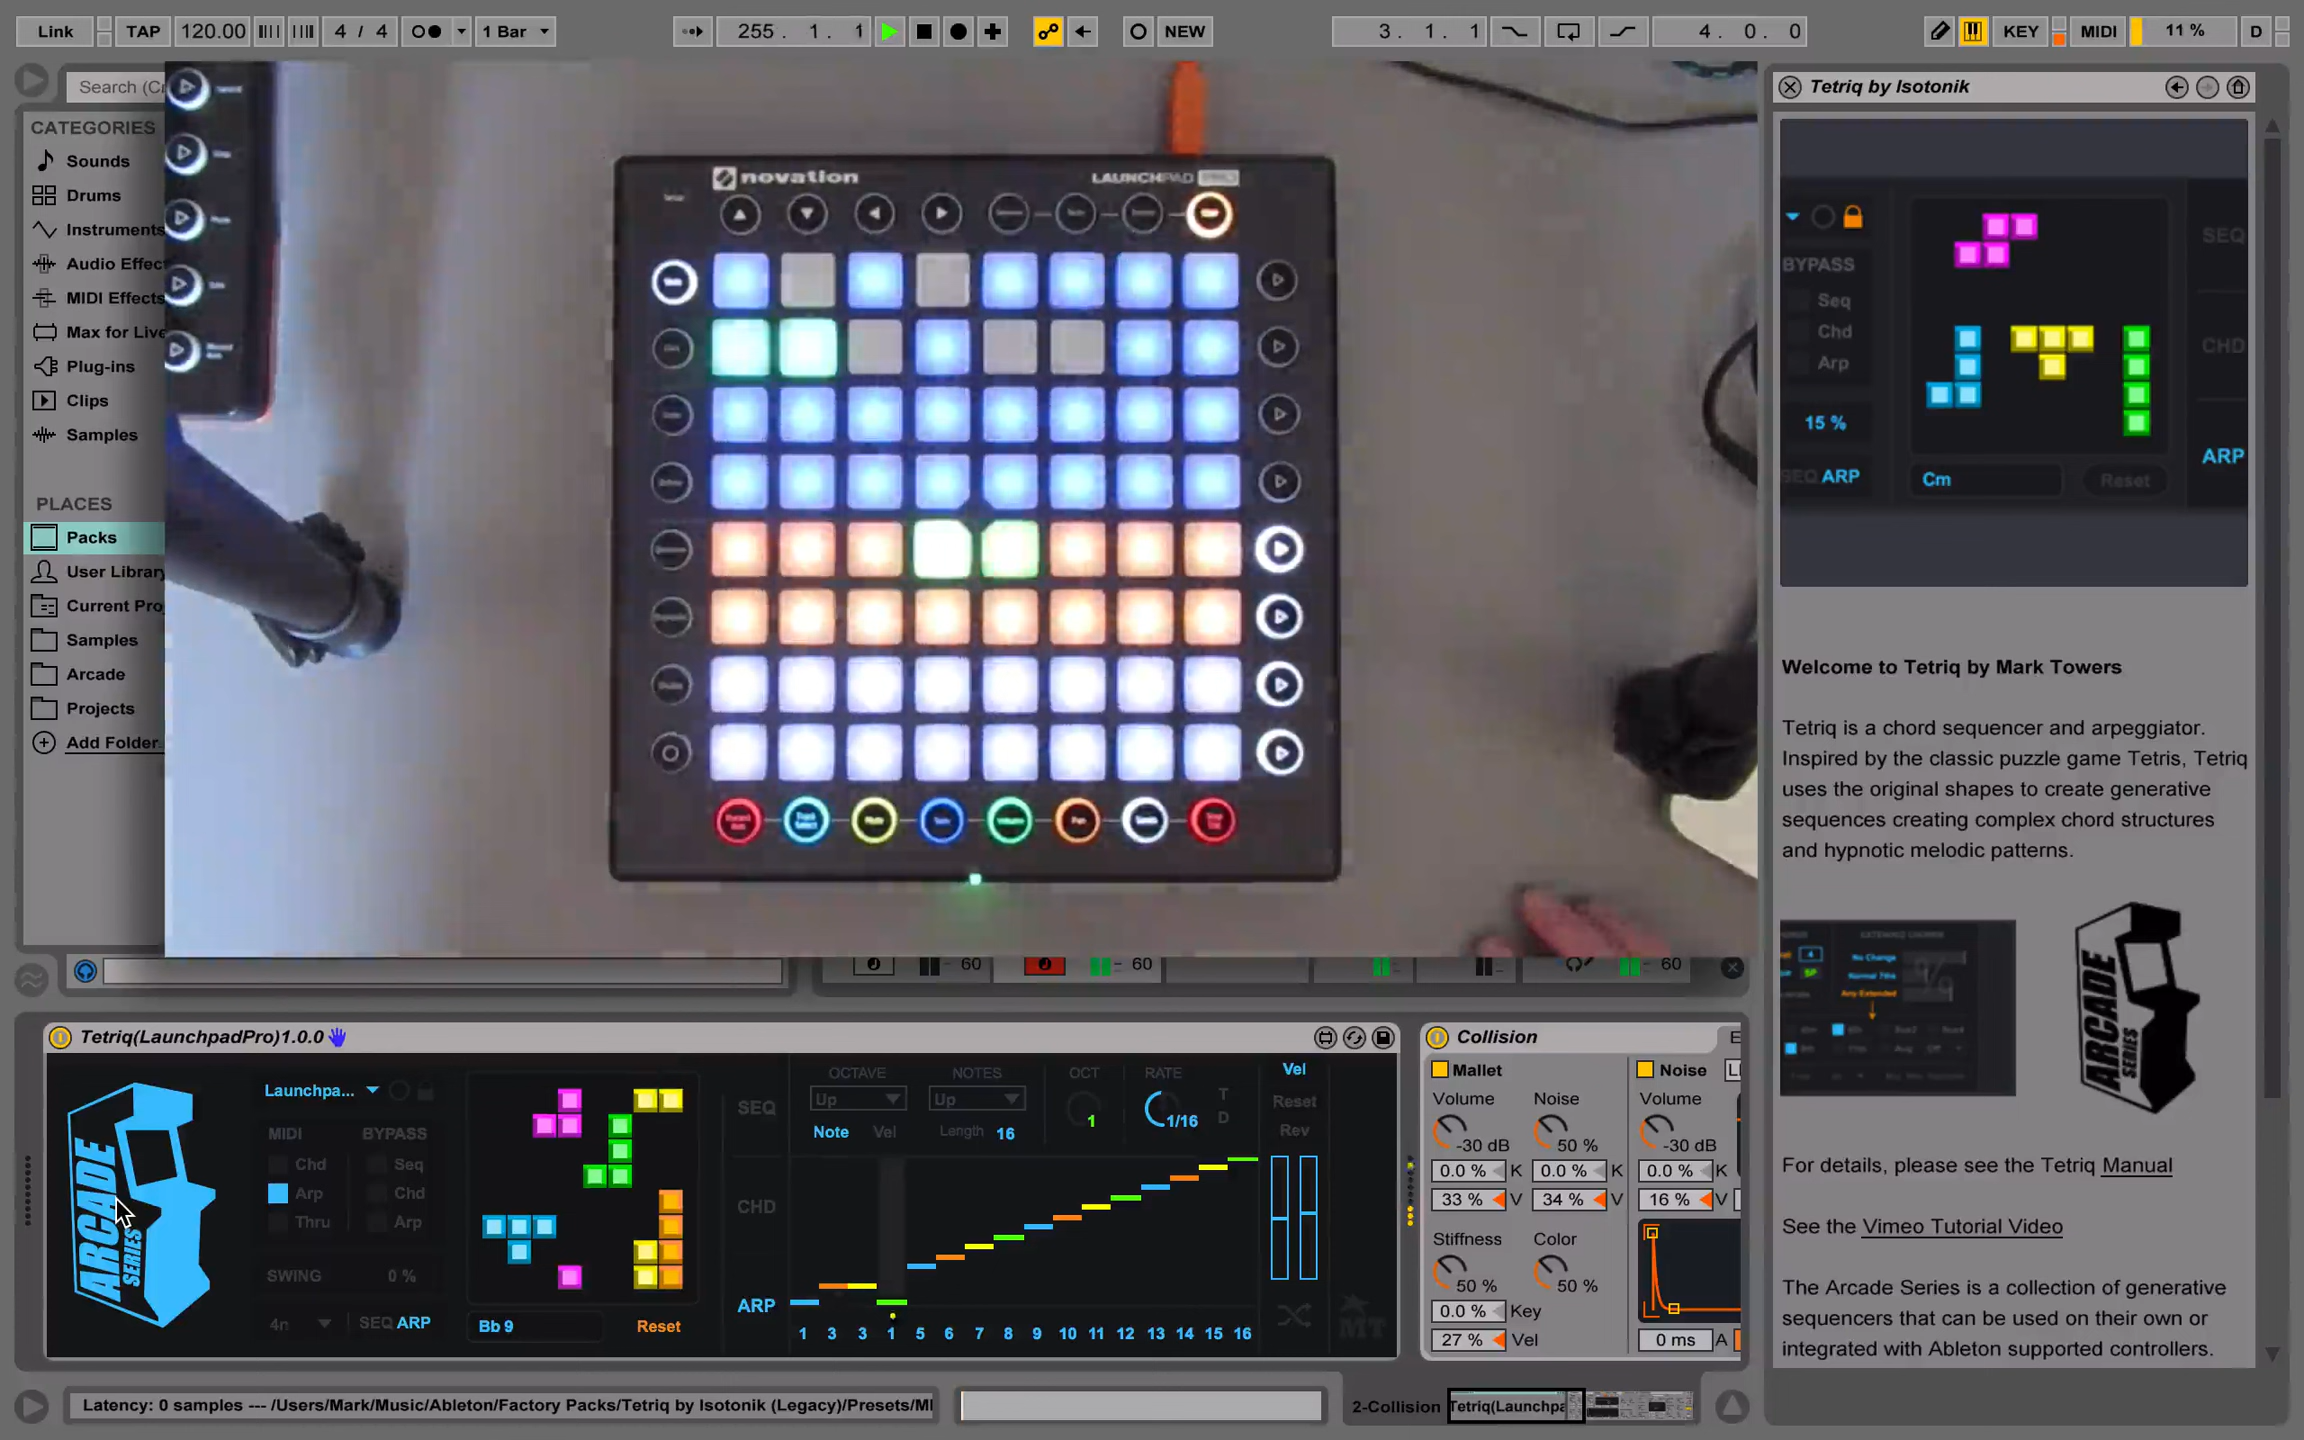 Link TAP 120.00 4 / 4 1 Bar 255 . 1 . 1 NEW 3 . 1 . 1 4 . 0 . 0 KEY MIDI 11 % D
Search (Cr
CATEGORIES
Sounds
Drums
Instruments
Audio Effec
MIDI Effects
Max for Live
Plug-ins
Clips
Samples
PLACES
Packs
User Library
Current Pro
Samples
Arcade
Projects
Add Folder
novation
LAUNCHPAD
60 60 60
Tetriq by Isotonik
BYPASS
Seq
Chd
Arp
15 %
SEQ ARP
Cm
Reset
SEQ
CHD
ARP
Welcome to Tetriq by Mark Towers
Tetriq is a chord sequencer and arpeggiator.
Inspired by the classic puzzle game Tetris, Tetriq
uses the original shapes to create generative
sequences creating complex chord structures
and hypnotic melodic patterns.
No Change
Normal 7ths
Any Extended
ARCADE
SERIES
For details, please see the Tetriq Manual
See the Vimeo Tutorial Video
The Arcade Series is a collection of generative
sequencers that can be used on their own or
integrated with Ableton supported controllers.
Tetriq(LaunchpadPro)1.0.0
ARCADE
SERIES
Launchpa...
MIDI BYPASS
Chd Seq
Arp Chd
Thru Arp
SWING 0 %
4n SEQ ARP
Bb 9 Reset
SEQ
CHD
ARP
OCTAVE NOTES OCT RATE Vel
Up Up T Reset
Note Vel Length 16 1 1/16 D Rev
1 3 3 1 5 6 7 8 9 10 11 12 13 14 15 16
MT
Collision
Mallet Noise
Volume Noise Volume
-30 dB 50 % -30 dB
0.0 % K 0.0 % K 0.0 % K
33 % V 34 % V 16 % V
Stiffness Color
50 % 50 %
0.0 % Key
27 % Vel 0 ms A
Latency: 0 samples --- /Users/Mark/Music/Ableton/Factory Packs/Tetriq by Isotonik (Legacy)/Presets/MI
2-Collision Tetriq(Launchpa